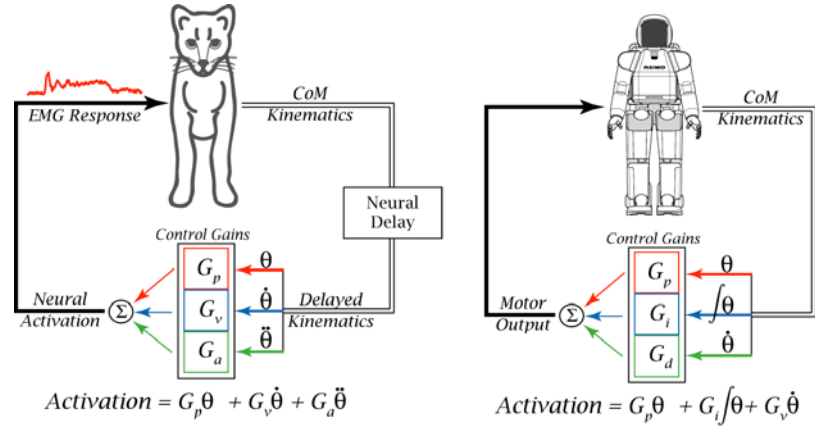 EMG Response
CoM
Kinematics
Neural
Delay
Control Gains
G_p
G_v
G_a
θ
θ̇
θ̈
Delayed
Kinematics
Neural
Activation
Σ
Activation = G_pθ + G_vθ̇ + G_aθ̈
CoM
Kinematics
Control Gains
G_p
G_i
G_d
θ
∫θ
θ̇
Motor
Output
Σ
Activation = G_pθ + G_i∫θ + G_vθ̇